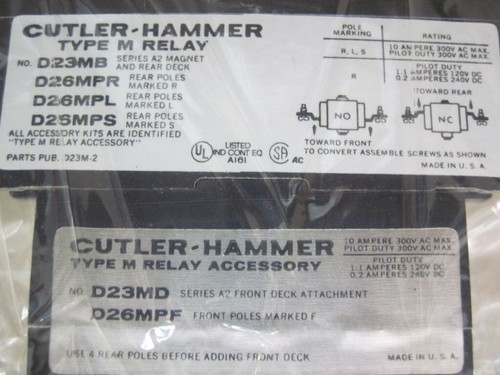 CUTLER-HAMMER
TYPE M RELAY
NO. D23MB SERIES A2 MAGNET AND REAR DECK
D26MPR REAR POLES MARKED R
D26MPL REAR POLES MARKED L
D26MPS REAR POLES MARKED S
ALL ACCESSORY KITS ARE IDENTIFIED
"TYPE M RELAY ACCESSORY"
PARTS PUB. D23M-2
UL LISTED IND CONT EQ A161
SA AC
POLE MARKING RATING
R, L, S 10 AMPERE 300V AC MAX. PILOT DUTY 300V AC MAX
R PILOT DUTY 1.1 AMPERES 120V DC 0.2 AMPERES 240V DC
TOWARD REAR
NO NC
TOWARD FRONT
TO CONVERT ASSEMBLE SCREWS AS SHOWN
MADE IN U.S.A.
CUTLER-HAMMER
TYPE M RELAY ACCESSORY
10 AMPERE 300V AC MAX.
PILOT DUTY 300V AC MAX
PILOT DUTY
1.1 AMPERES 120V DC
0.2 AMPERES 240V DC
NO. D23MD SERIES A2 FRONT DECK ATTACHMENT
D26MPF FRONT POLES MARKED F
USE 4 REAR POLES BEFORE ADDING FRONT DECK
MADE IN U.S.A.